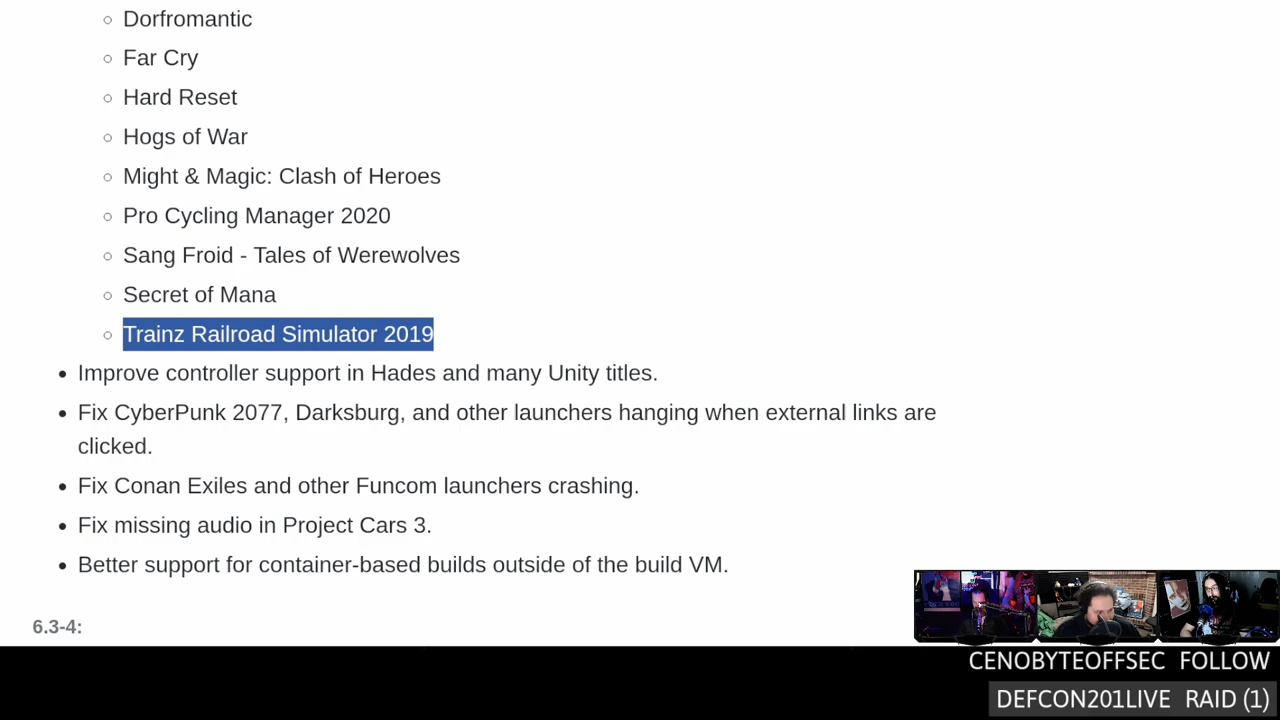 Dorfromantic
Far Cry
Hard Reset
Hogs of War
Might & Magic: Clash of Heroes
Pro Cycling Manager 2020
Sang Froid - Tales of Werewolves
Secret of Mana
Trainz Railroad Simulator 2019
Improve controller support in Hades and many Unity titles.
Fix CyberPunk 2077, Darksburg, and other launchers hanging when external links are
clicked.
Fix Conan Exiles and other Funcom launchers crashing.
Fix missing audio in Project Cars 3.
Better support for container-based builds outside of the build VM.
6.3-4:
CENOBYTEOFFSEC FOLLOW
DEFCON201LIVE RAID (1)